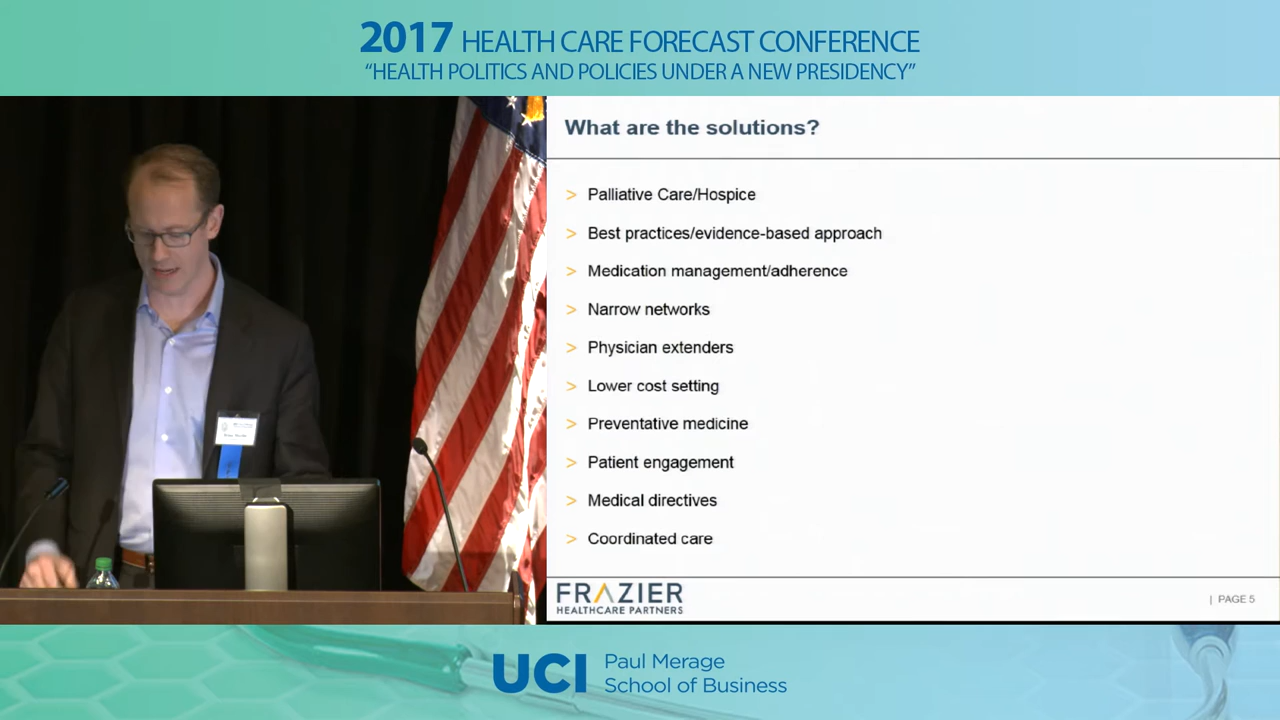 2017 HEALTH CARE FORECAST CONFERENCE
“HEALTH POLITICS AND POLICIES UNDER A NEW PRESIDENCY”
What are the solutions?
> Palliative Care/Hospice
> Best practices/evidence-based approach
> Medication management/adherence
> Narrow networks
> Physician extenders
> Lower cost setting
> Preventative medicine
> Patient engagement
> Medical directives
> Coordinated care
FRAZIER
HEALTHCARE PARTNERS
| PAGE 5
UCI Paul Merage
School of Business